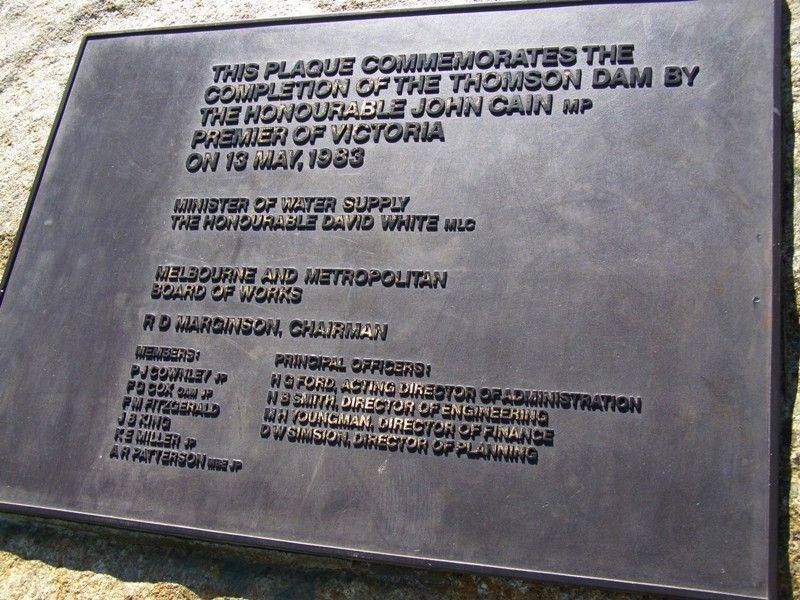 THIS PLAQUE COMMEMORATES THE
COMPLETION OF THE THOMSON DAM BY
THE HONOURABLE JOHN CAIN MP
PREMIER OF VICTORIA
ON 13 MAY, 1983
MINISTER OF WATER SUPPLY
THE HONOURABLE DAVID WHITE MLC
MELBOURNE AND METROPOLITAN
BOARD OF WORKS
R D MARGINSON, CHAIRMAN
MEMBERS:
P J COWNLEY JP
F G COX OAM JP
F M FITZGERALD
J B KING
K E MILLER JP
A R PATTERSON MBE JP
PRINCIPAL OFFICERS:
H G FORD, ACTING DIRECTOR OF ADMINISTRATION
N B SMITH, DIRECTOR OF ENGINEERING
M H YOUNGMAN, DIRECTOR OF FINANCE
D W SIMSION, DIRECTOR OF PLANNING